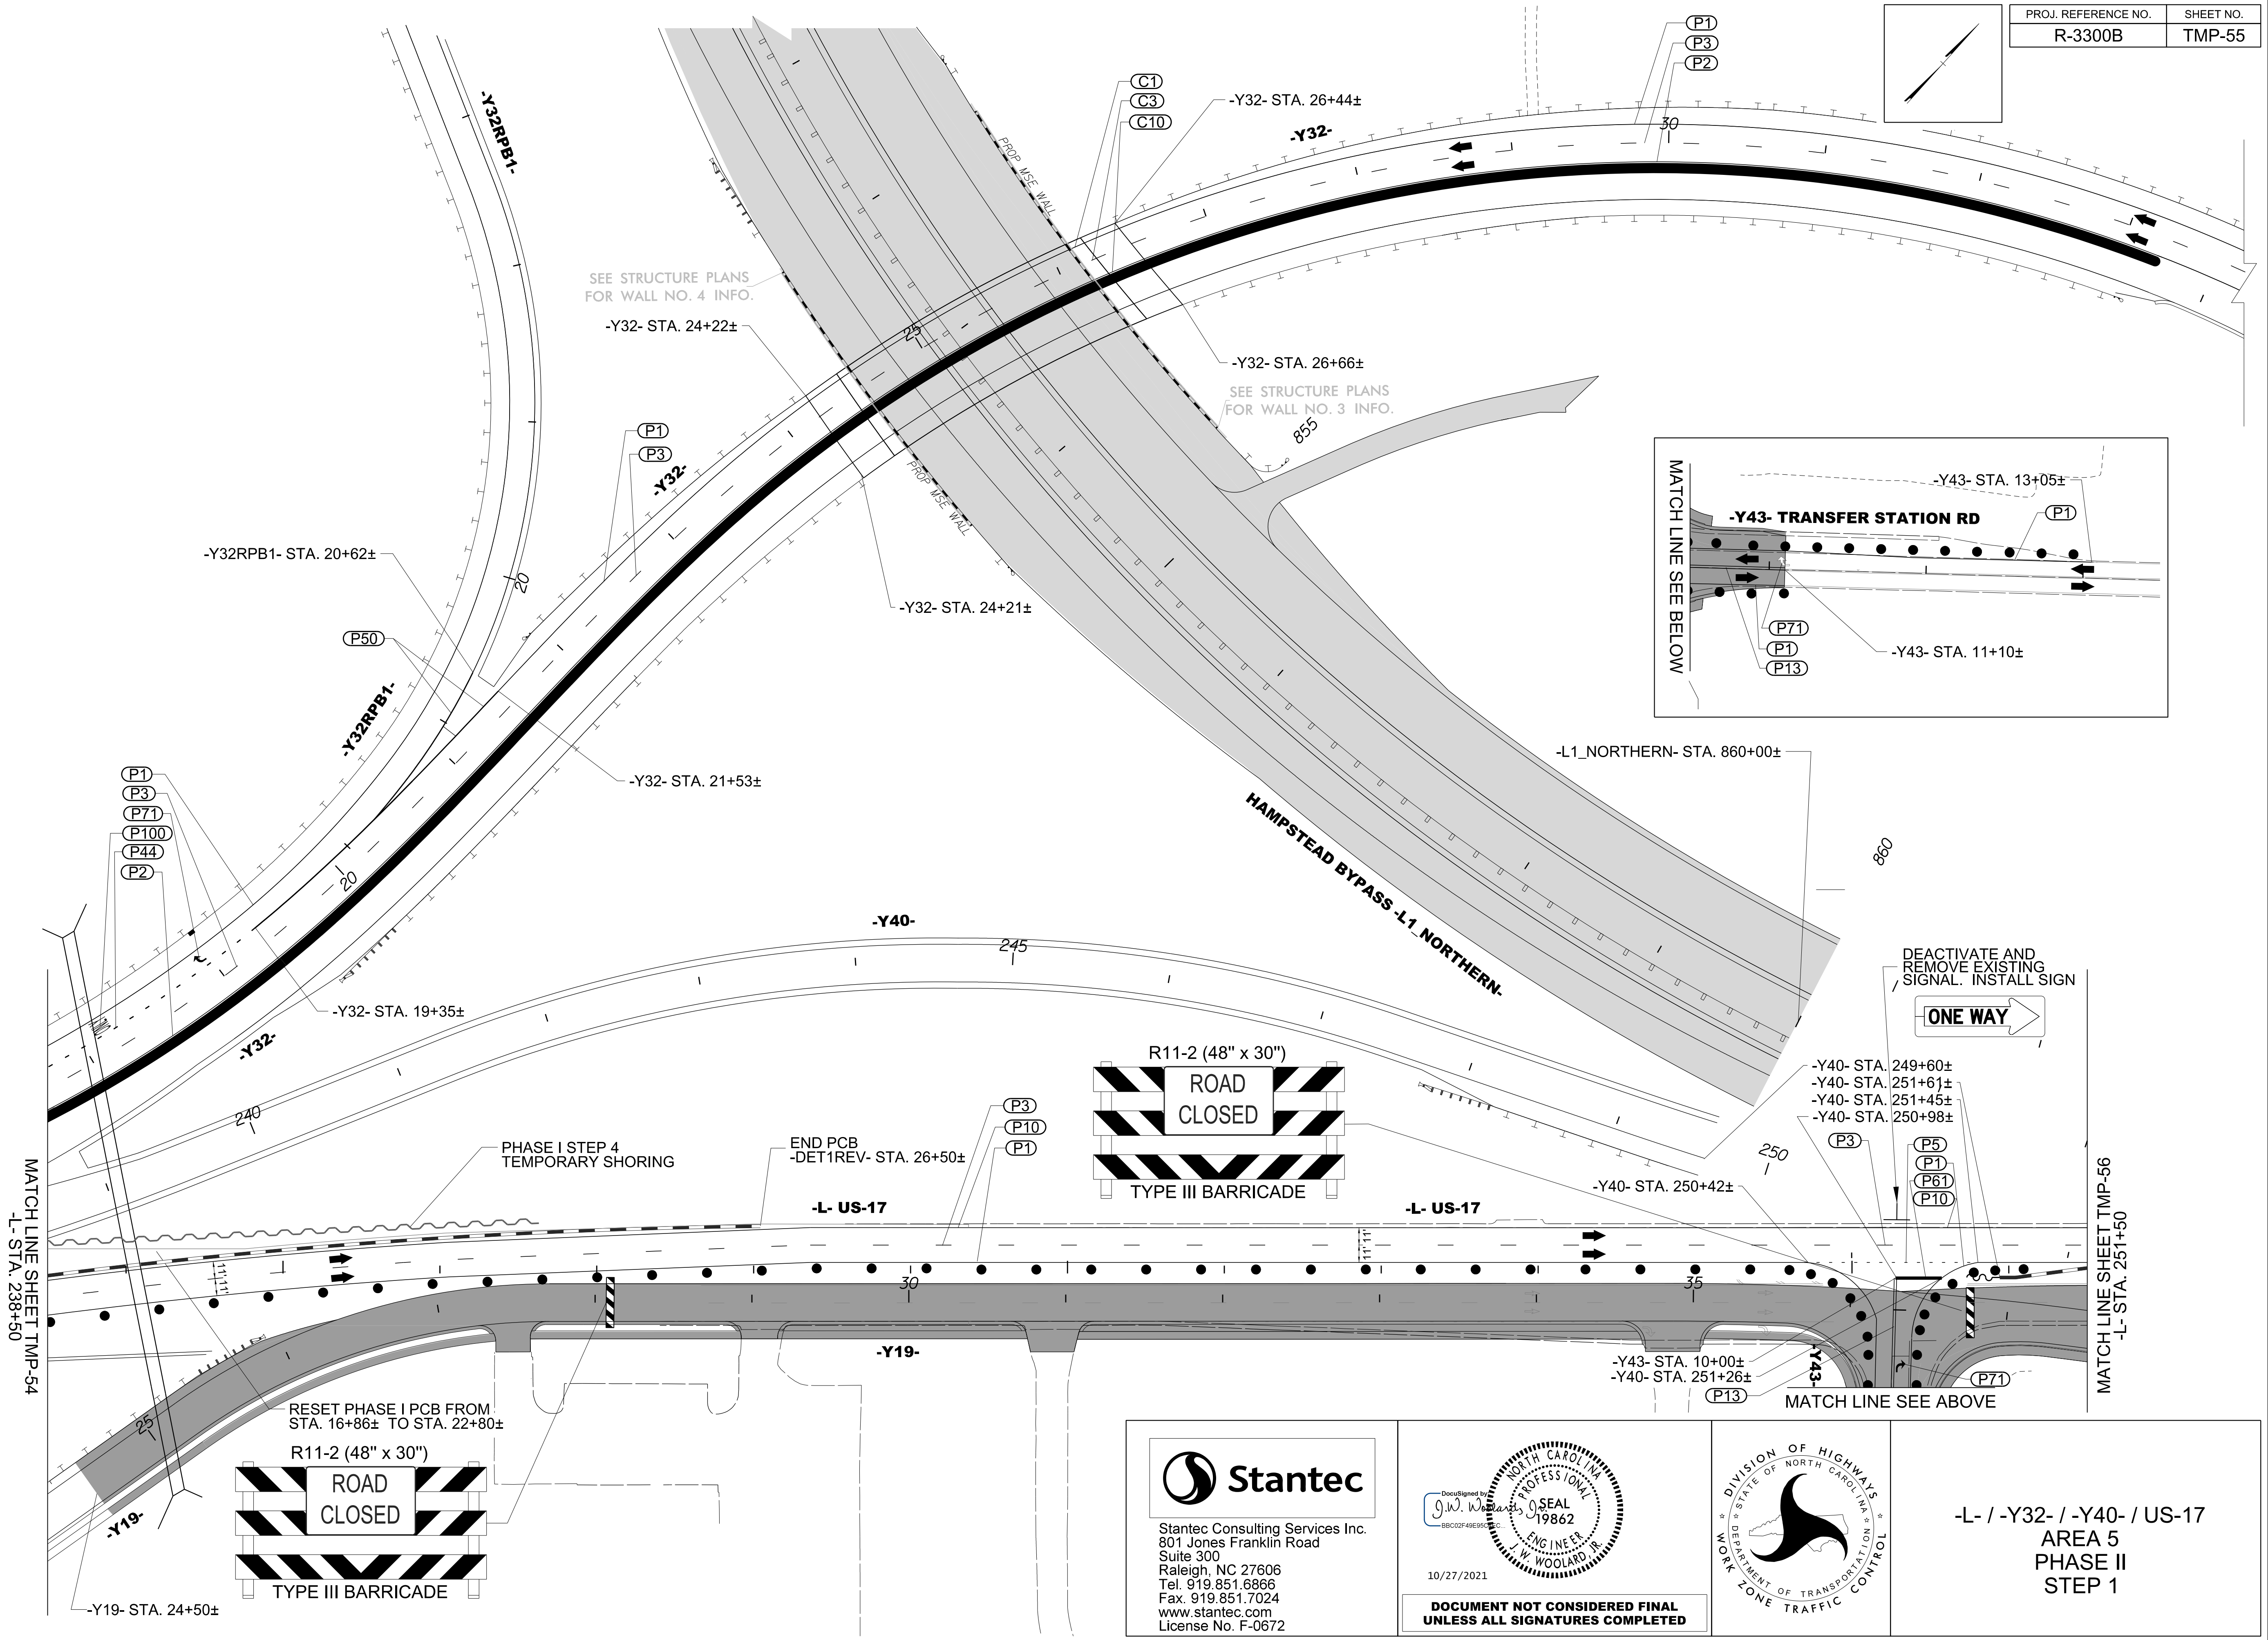 PROJ. REFERENCE NO.
SHEET NO.
R-3300B
TMP-55
P1
P3
P2
C1
C3
C10
-Y32- STA. 26+44±
-Y32-
30
-Y32RPB1-
PROP MSE WALL
SEE STRUCTURE PLANS
FOR WALL NO. 4 INFO.
-Y32- STA. 24+22±
25
-Y32- STA. 26+66±
SEE STRUCTURE PLANS
FOR WALL NO. 3 INFO.
855
P1
P3
-Y32-
PROP MSE WALL
-Y32RPB1- STA. 20+62±
20
P50
-Y32- STA. 24+21±
-Y32RPB1-
-Y32- STA. 21+53±
MATCH LINE SEE BELOW
-Y43- STA. 13+05±
-Y43- TRANSFER STATION RD
P1
P71
P1
P13
-Y43- STA. 11+10±
-L1_NORTHERN- STA. 860+00±
HAMPSTEAD BYPASS -L1_NORTHERN-
860
P1
P3
P71
P100
P44
P2
20
-Y32- STA. 19+35±
-Y32-
-Y40-
245
240
DEACTIVATE AND
REMOVE EXISTING
SIGNAL. INSTALL SIGN
ONE WAY
R11-2 (48" x 30")
ROAD
CLOSED
TYPE III BARRICADE
-Y40- STA. 249+60±
-Y40- STA. 251+61±
-Y40- STA. 251+45±
-Y40- STA. 250+98±
P3
P5
P1
P61
P10
250
-Y40- STA. 250+42±
P3
P10
P1
PHASE I STEP 4
TEMPORARY SHORING
END PCB
-DET1REV- STA. 26+50±
-L- US-17
-L- US-17
11'
11'
11'
11'
30
35
MATCH LINE SHEET TMP-54
-L- STA. 238+50
MATCH LINE SHEET TMP-56
-L- STA. 251+50
-Y19-
-Y43- STA. 10+00±
-Y40- STA. 251+26±
P13
-Y43-
P71
MATCH LINE SEE ABOVE
25
RESET PHASE I PCB FROM
STA. 16+86± TO STA. 22+80±
R11-2 (48" x 30")
ROAD
CLOSED
TYPE III BARRICADE
-Y19-
-Y19- STA. 24+50±
Stantec
Stantec Consulting Services Inc.
801 Jones Franklin Road
Suite 300
Raleigh, NC 27606
Tel. 919.851.6866
Fax. 919.851.7024
www.stantec.com
License No. F-0672
DocuSigned by
J.W. Woolard, Jr.
NORTH CAROLINA
PROFESSIONAL
SEAL
19862
ENGINEER
J. W. WOOLARD, JR.
10/27/2021
DOCUMENT NOT CONSIDERED FINAL
UNLESS ALL SIGNATURES COMPLETED
DIVISION OF HIGHWAYS
STATE OF NORTH CAROLINA
DEPARTMENT OF TRANSPORTATION
WORK ZONE TRAFFIC CONTROL
-L- / -Y32- / -Y40- / US-17
AREA 5
PHASE II
STEP 1